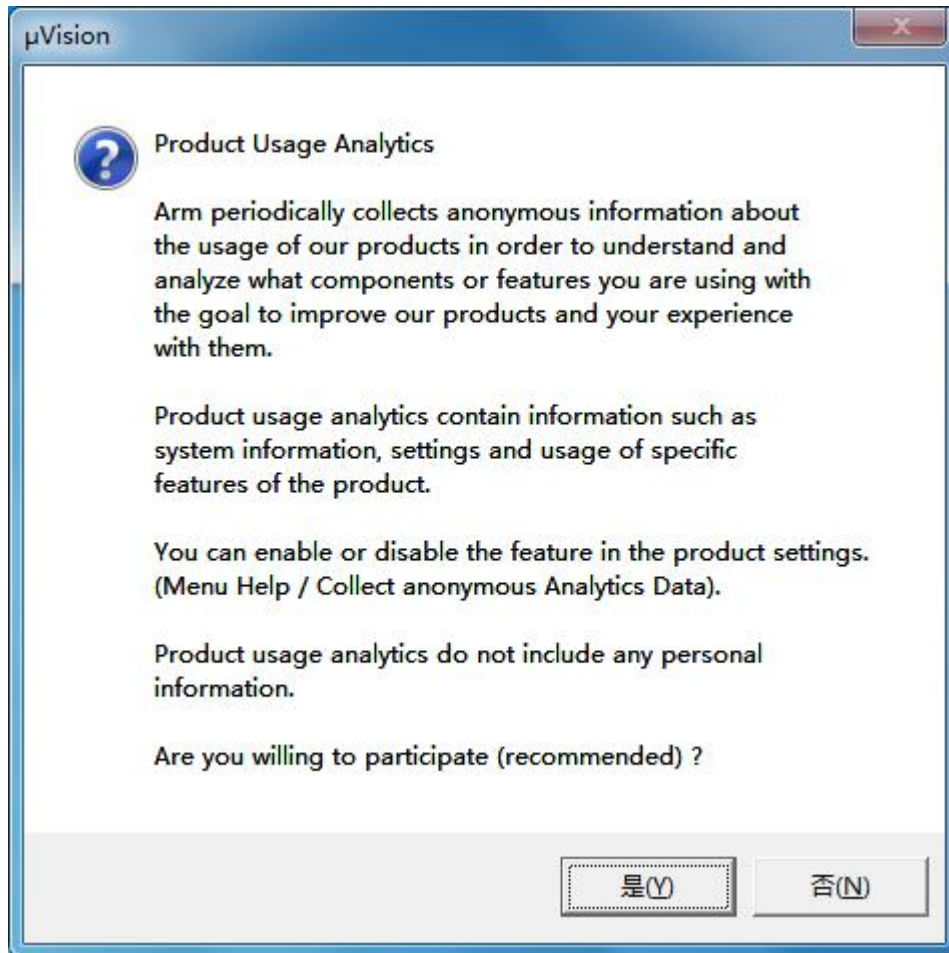 µVision
Product Usage Analytics
Arm periodically collects anonymous information about
the usage of our products in order to understand and
analyze what components or features you are using with
the goal to improve our products and your experience
with them.
Product usage analytics contain information such as
system information, settings and usage of specific
features of the product.
You can enable or disable the feature in the product settings.
(Menu Help / Collect anonymous Analytics Data).
Product usage analytics do not include any personal
information.
Are you willing to participate (recommended) ?
是(Y) 否(N)